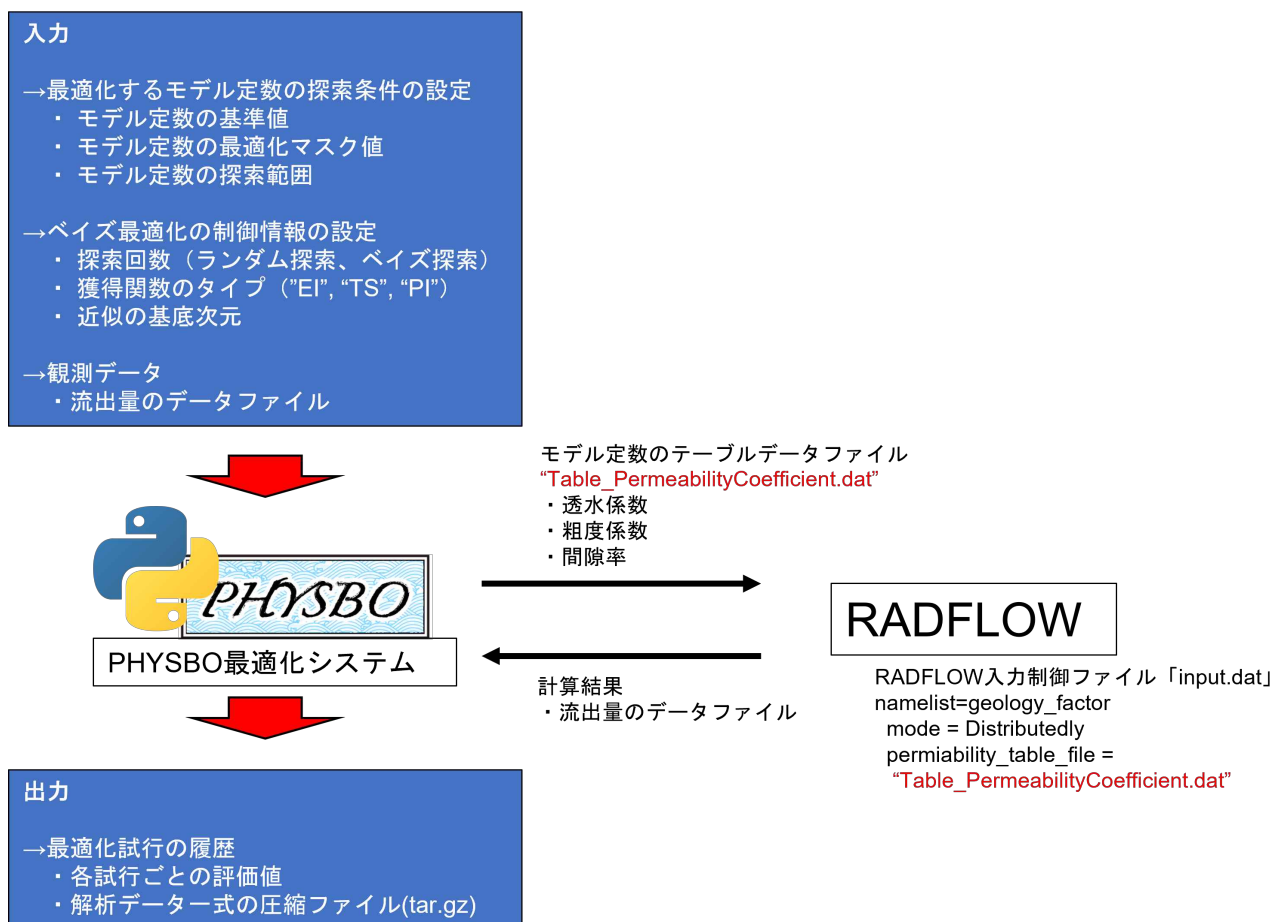 入力
→最適化するモデル定数の探索条件の設定
・ モデル定数の基準値
・ モデル定数の最適化マスク値
・ モデル定数の探索範囲
→ベイズ最適化の制御情報の設定
・ 探索回数（ランダム探索、ベイズ探索）
・ 獲得関数のタイプ（”EI”, “TS”, “PI”）
・ 近似の基底次元
→観測データ
・流出量のデータファイル
モデル定数のテーブルデータファイル
“Table_PermeabilityCoefficient.dat”
・透水係数
・粗度係数
・間隙率
PHYSBO
PHYSBO最適化システム
RADFLOW
計算結果
・流出量のデータファイル
RADFLOW入力制御ファイル「input.dat」
namelist=geology_factor
mode = Distributedly
permiability_table_file =
“Table_PermeabilityCoefficient.dat”
出力
→最適化試行の履歴
・各試行ごとの評価値
・解析データ一式の圧縮ファイル(tar.gz)